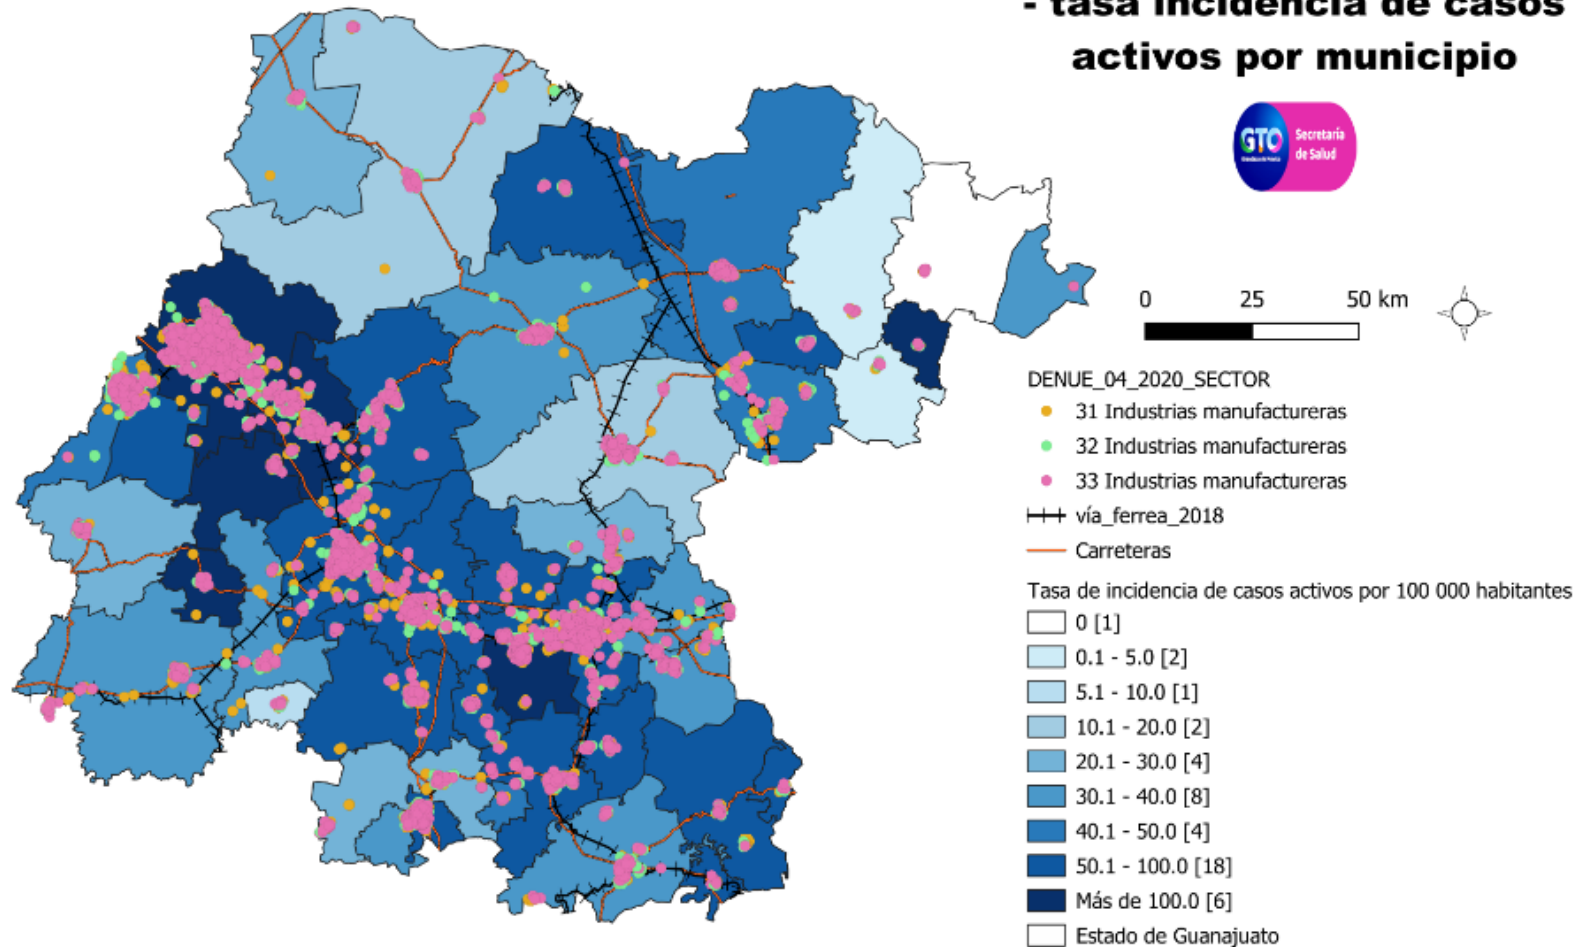 - tasa incidencia de casos
activos por municipio
GTO
Secretaría
de Salud
0 25 50 km
DENUE_04_2020_SECTOR
31 Industrias manufactureras
32 Industrias manufactureras
33 Industrias manufactureras
vía_ferrea_2018
Carreteras
Tasa de incidencia de casos activos por 100 000 habitantes
0 [1]
0.1 - 5.0 [2]
5.1 - 10.0 [1]
10.1 - 20.0 [2]
20.1 - 30.0 [4]
30.1 - 40.0 [8]
40.1 - 50.0 [4]
50.1 - 100.0 [18]
Más de 100.0 [6]
Estado de Guanajuato